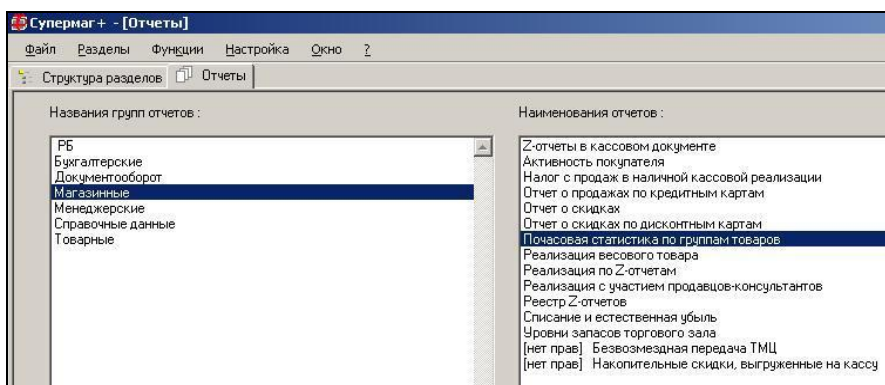 Супермаг+ - [Отчеты]
Файл Разделы Функции Настройка Окно ?
Структура разделов Отчеты
Названия групп отчетов :
РБ
Бухгалтерские
Документооборот
Магазинные
Менеджерские
Справочные данные
Товарные
Наименования отчетов :
Z-отчеты в кассовом документе
Активность покупателя
Налог с продаж в наличной кассовой реализации
Отчет о продажах по кредитным картам
Отчет о скидках
Отчет о скидках по дисконтным картам
Почасовая статистика по группам товаров
Реализация весового товара
Реализация по Z-отчетам
Реализация с участием продавцов-консультантов
Реестр Z-отчетов
Списание и естественная убыль
Уровни запасов торгового зала
[нет прав] Безвозмездная передача ТМЦ
[нет прав] Накопительные скидки, выгруженные на кассу